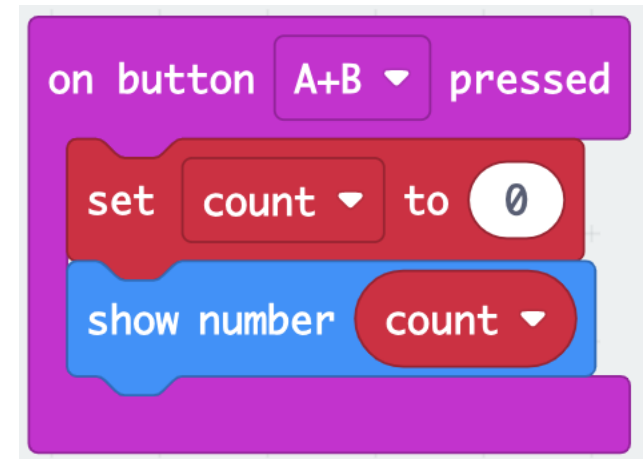 on button A+B pressed
set count to 0
show number count